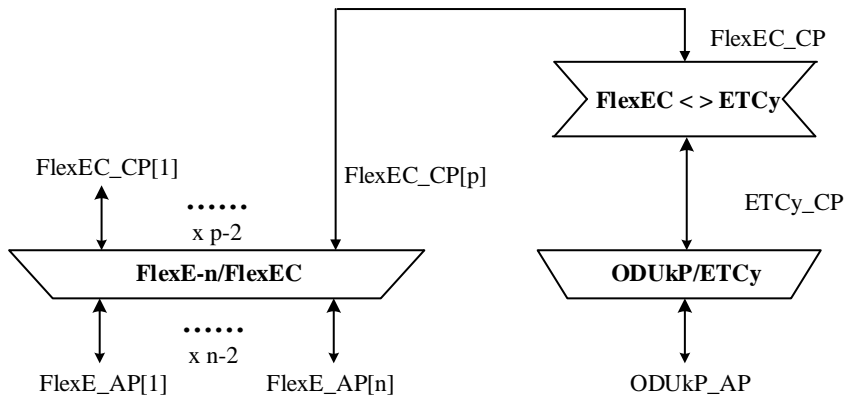 FlexEC_CP
FlexEC < > ETCy
FlexEC_CP[1]
FlexEC_CP[p]
......
x p-2
ETCy_CP
FlexE-n/FlexEC
ODUkP/ETCy
......
x n-2
FlexE_AP[1]
FlexE_AP[n]
ODUkP_AP